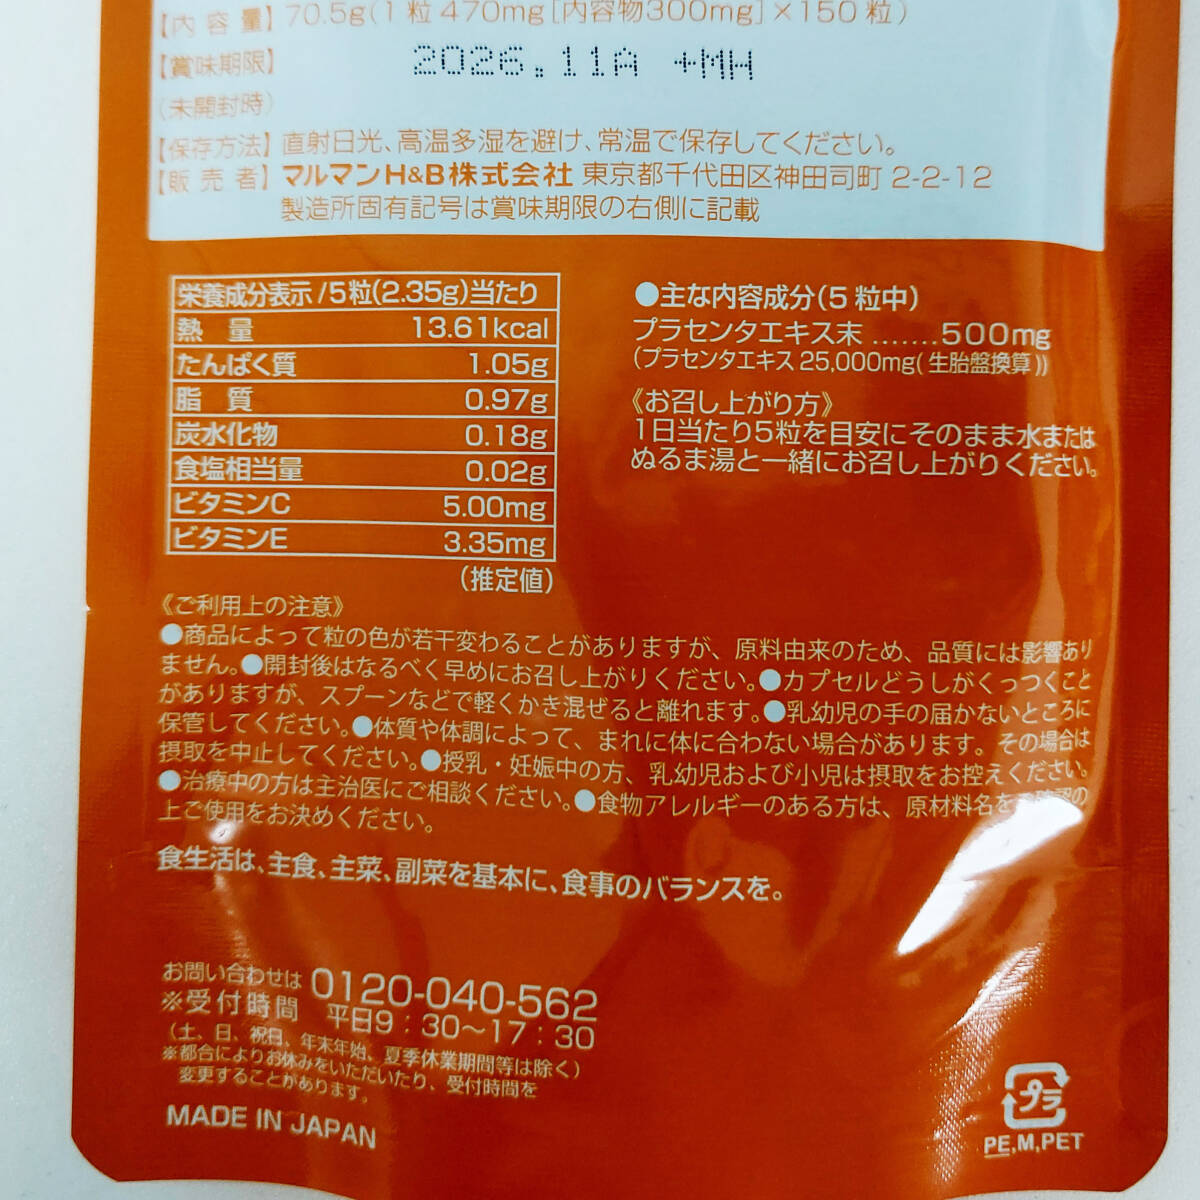 【内 容 量】70.5g(1粒 470mg[内容物300mg]×150粒)
【賞味期限】 2026.11A +MH
(未開封時)
【保存方法】直射日光、高温多湿を避け、常温で保存してください。
【販 売 者】マルマンH&B株式会社 東京都千代田区神田司町 2-2-12
製造所固有記号は賞味期限の右側に記載
栄養成分表示 /5粒(2.35g)当たり
熱 量 13.61kcal
たんぱく質 1.05g
脂 質 0.97g
炭水化物 0.18g
食塩相当量 0.02g
ビタミンC 5.00mg
ビタミンE 3.35mg
(推定値)
●主な内容成分(5 粒中)
プラセンタエキス末 .......500mg
(プラセンタエキス 25,000mg( 生胎盤換算 ))
《お召し上がり方》
1日当たり5粒を目安にそのまま水または
ぬるま湯と一緒にお召し上がりください。
《ご利用上の注意》
●商品によって粒の色が若干変わることがありますが、原料由来のため、品質には影響あり
ません。●開封後はなるべく早めにお召し上がりください。●カプセルどうしがくっつくこと
がありますが、スプーンなどで軽くかき混ぜると離れます。●乳幼児の手の届かないところに
保管してください。●体質や体調によって、まれに体に合わない場合があります。その場合は
摂取を中止してください。●授乳・妊娠中の方、乳幼児および小児は摂取をお控えください。
●治療中の方は主治医にご相談ください。●食物アレルギーのある方は、原材料名をご確認の
上ご使用をお決めください。
食生活は、主食、主菜、副菜を基本に、食事のバランスを。
お問い合わせは 0120-040-562
※受付時間 平日9:30〜17:30
(土、日、祝日、年末年始、夏季休業期間等は除く)
※都合によりお休みをいただいたり、受付時間を
変更することがあります。
MADE IN JAPAN
プラ
PE,M,PET